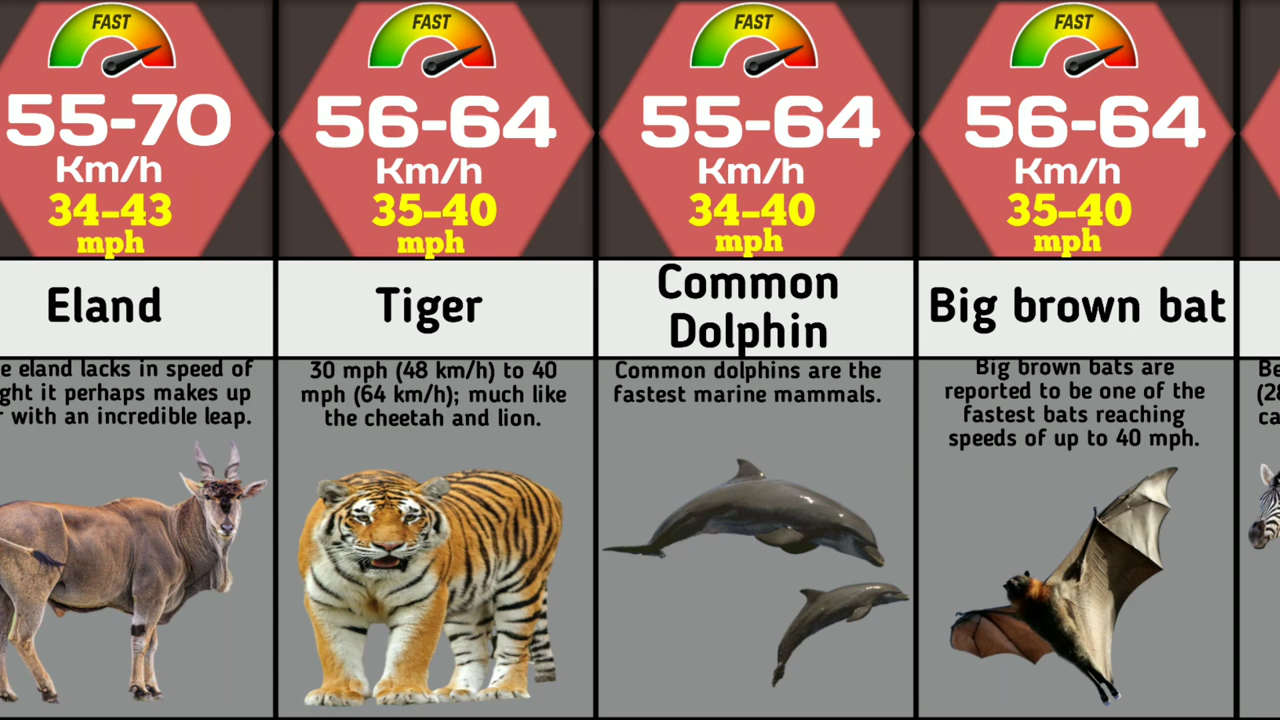 FAST
55-70
Km/h
34-43
mph
Eland
eland lacks in speed of
it perhaps makes up
with an incredible leap.
FAST
56-64
Km/h
35-40
mph
Tiger
30 mph (48 km/h) to 40
mph (64 km/h); much like
the cheetah and lion.
FAST
55-64
Km/h
34-40
mph
Common
Dolphin
Common dolphins are the
fastest marine mammals.
FAST
56-64
Km/h
35-40
mph
Big brown bat
Big brown bats are
reported to be one of the
fastest bats reaching
speeds of up to 40 mph.